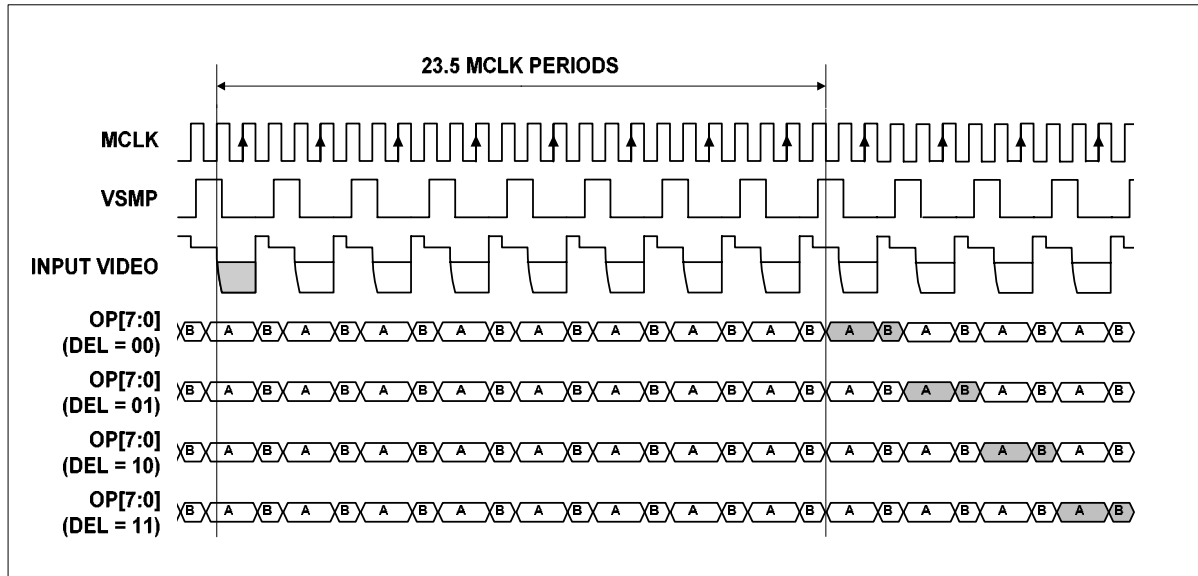 23.5 MCLK PERIODS
MCLK
VSMP
INPUT VIDEO
OP[7:0]
(DEL = 00)
B A B A B A B A B A B A B A B A B A B A B A B A B
OP[7:0]
(DEL = 01)
B A B A B A B A B A B A B A B A B A B A B A B A B
OP[7:0]
(DEL = 10)
B A B A B A B A B A B A B A B A B A B A B A B A B
OP[7:0]
(DEL = 11)
B A B A B A B A B A B A B A B A B A B A B A B A B